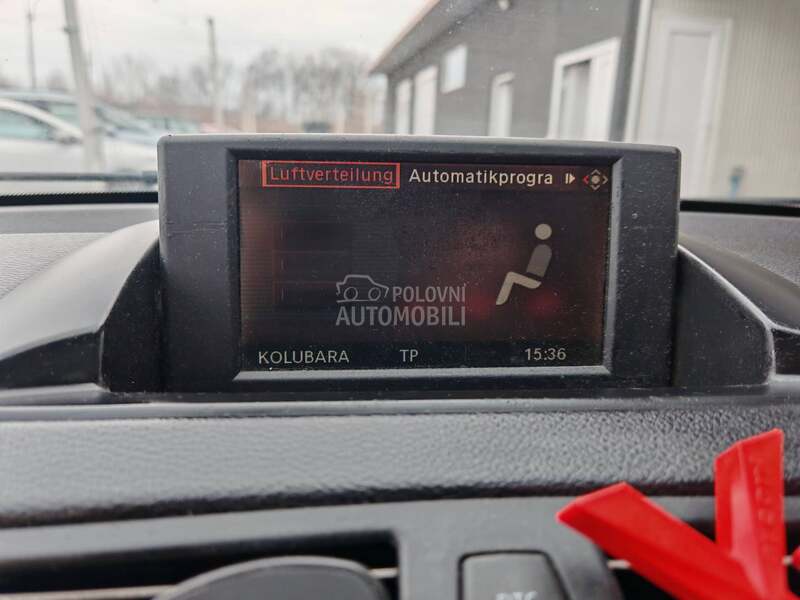 Luftverteilung Automatikprogra
POLOVNI
AUTOMOBILI
KOLUBARA TP 15:36